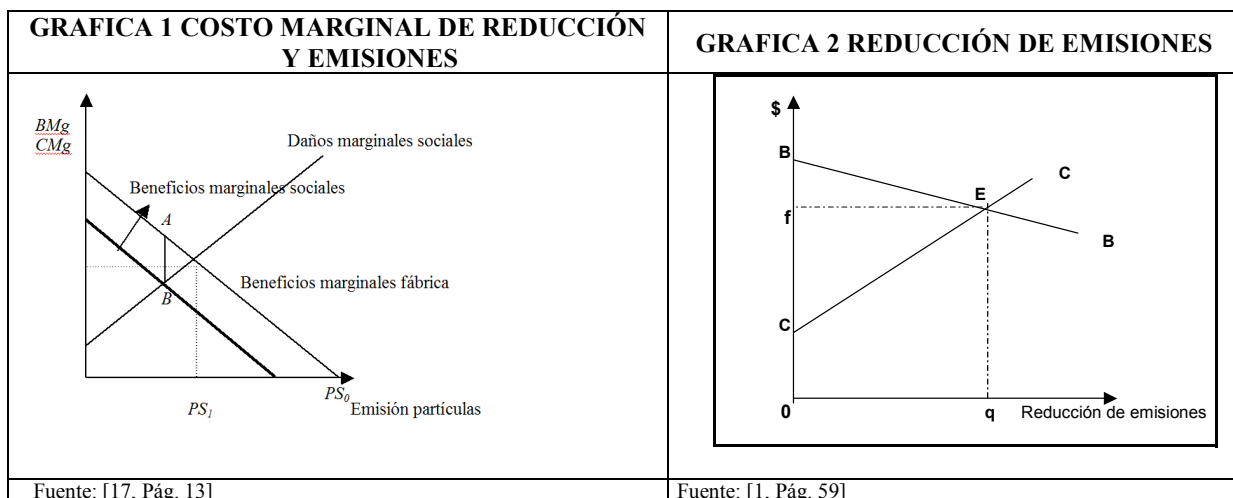 GRAFICA 1 COSTO MARGINAL DE REDUCCIÓN
Y EMISIONES
GRAFICA 2 REDUCCIÓN DE EMISIONES
BMg
CMg
Daños marginales sociales
Beneficios marginales sociales
A
Beneficios marginales fábrica
B
PS0
PS1
Emisión partículas
$
B
C
E
f
B
C
0
q
Reducción de emisiones
Fuente: [17, Pág. 13]
Fuente: [1, Pág. 59]